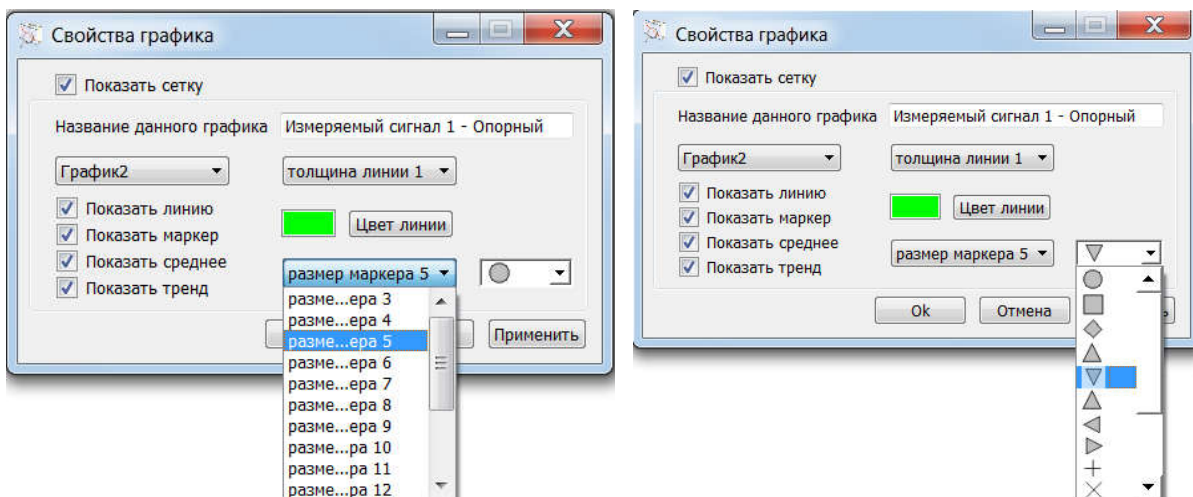 Свойства графика
Показать сетку
Название данного графика Измеряемый сигнал 1 - Опорный
График2 толщина линии 1
Показать линию
Показать маркер
Цвет линии
Показать среднее
Показать тренд
размер маркера 5
разме...ера 3
разме...ера 4
разме...ера 5
разме...ера 6
разме...ера 7
разме...ера 8
разме...ера 9
разме...ра 10
разме...ра 11
разме...ра 12
Применить
Свойства графика
Показать сетку
Название данного графика Измеряемый сигнал 1 - Опорный
График2 толщина линии 1
Показать линию
Показать маркер
Цвет линии
Показать среднее
Показать тренд
размер маркера 5
Ok Отмена